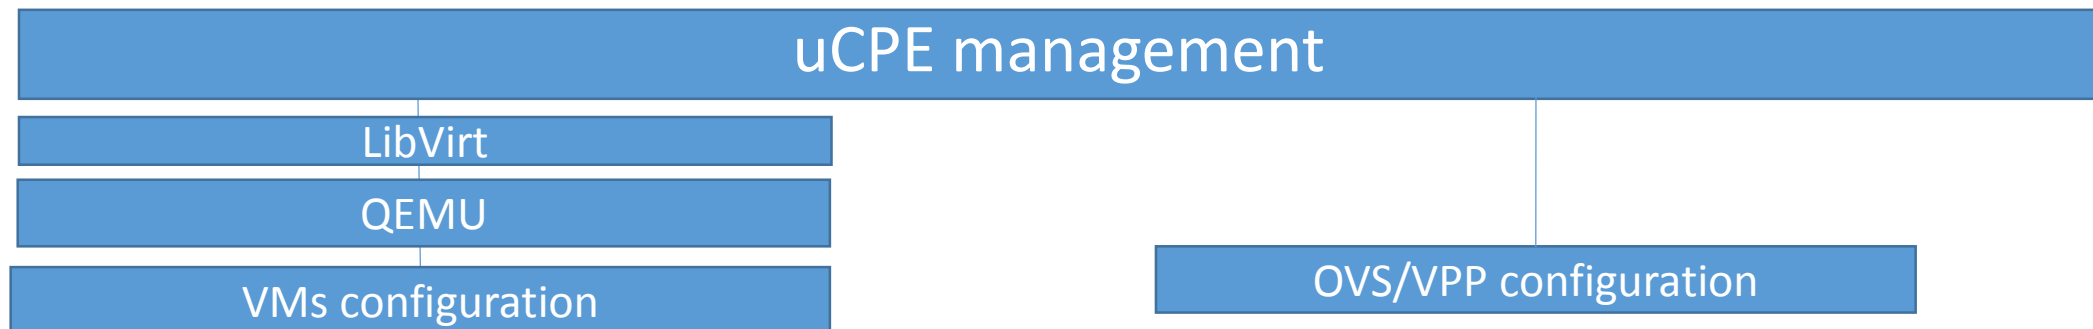 uCPE management
LibVirt
QEMU
VMs configuration
OVS/VPP configuration